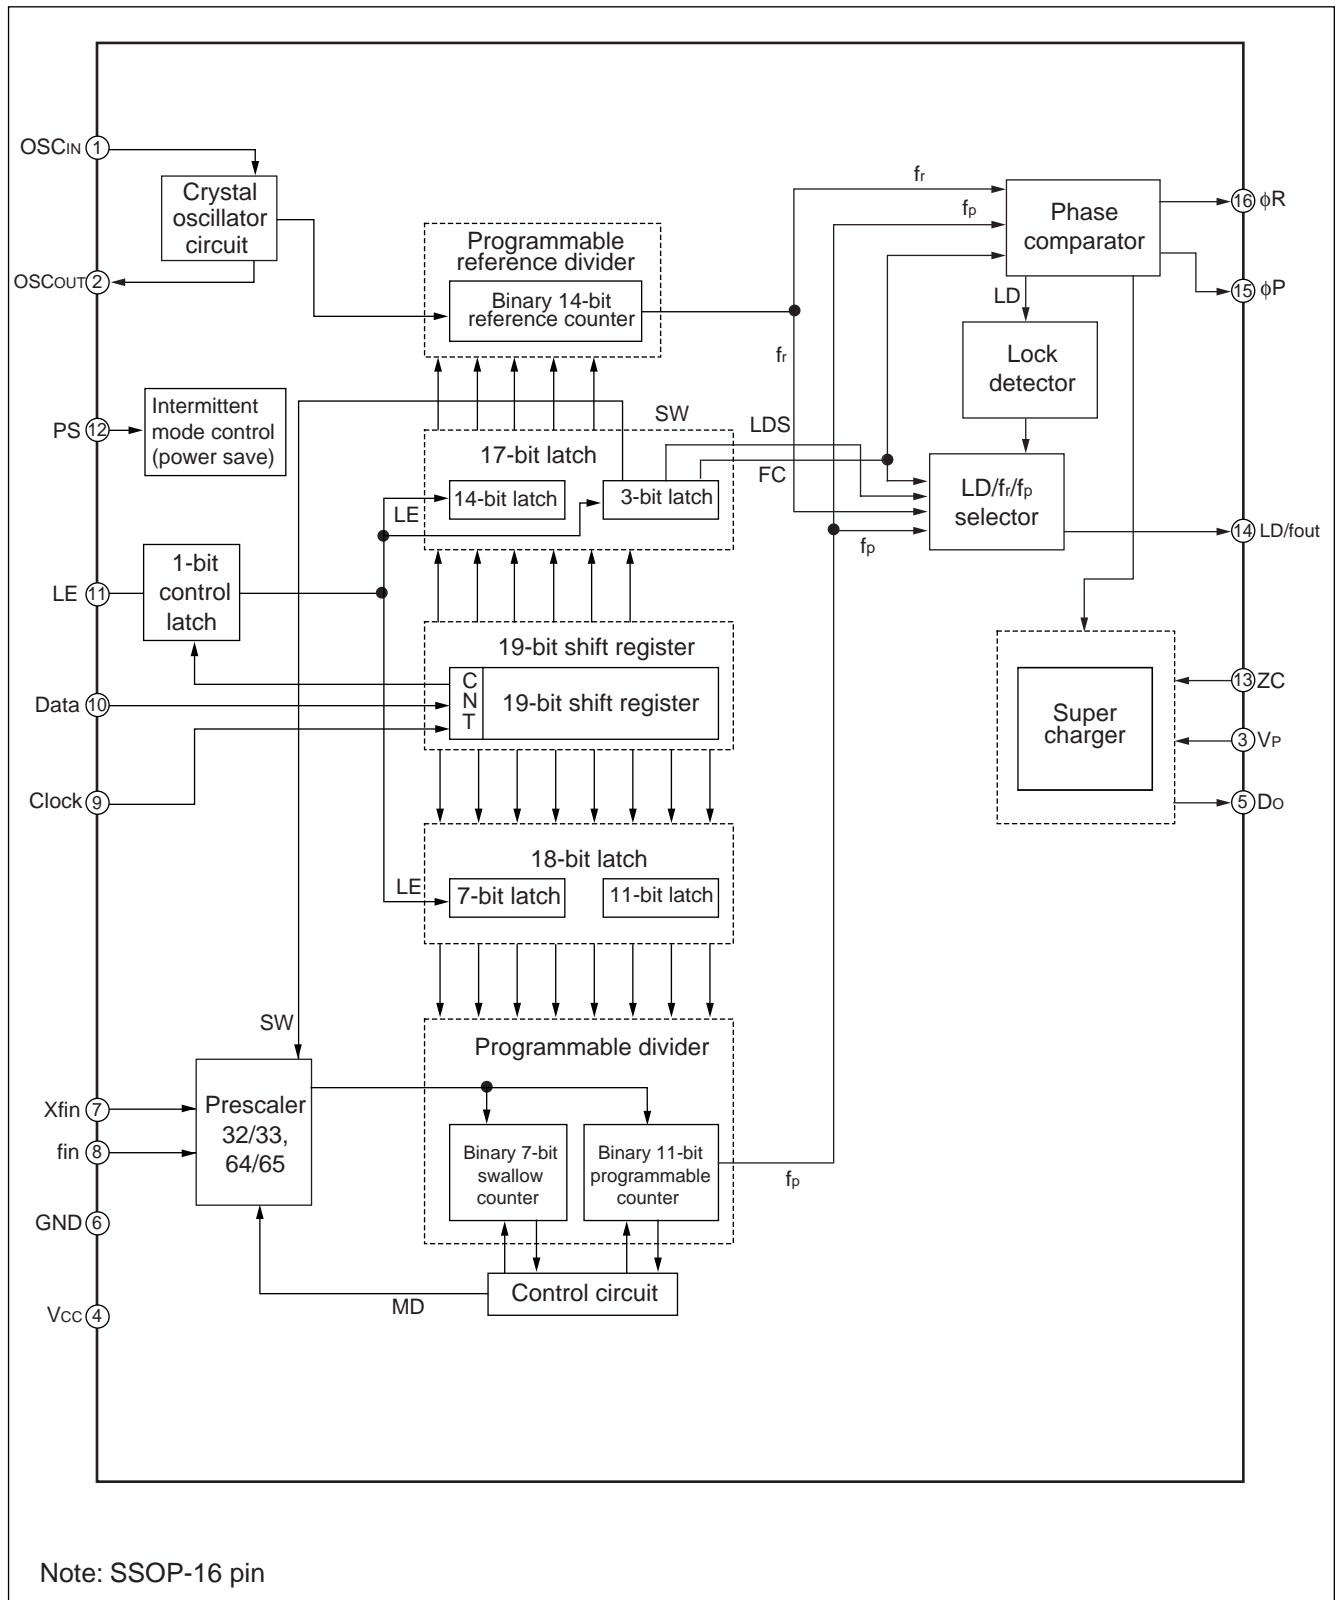 OSCIN 1
Crystal
oscillator
circuit
OSCOUT 2
Programmable
reference divider
Binary 14-bit
reference counter
fr
fp
fr
Phase
comparator
16 ϕR
15 ϕP
LD
Lock
detector
PS 12
Intermittent
mode control
(power save)
SW
LDS
FC
17-bit latch
14-bit latch
3-bit latch
LE
LD/fr/fp
selector
fp
14 LD/fout
LE 11
1-bit
control
latch
19-bit shift register
C
N
T
19-bit shift register
Data 10
Clock 9
Super
charger
13 ZC
3 VP
5 DO
18-bit latch
LE
7-bit latch
11-bit latch
SW
Programmable divider
Xfin 7
fin 8
Prescaler
32/33,
64/65
Binary 7-bit
swallow
counter
Binary 11-bit
programmable
counter
fp
GND 6
Control circuit
MD
VCC 4
Note: SSOP-16 pin